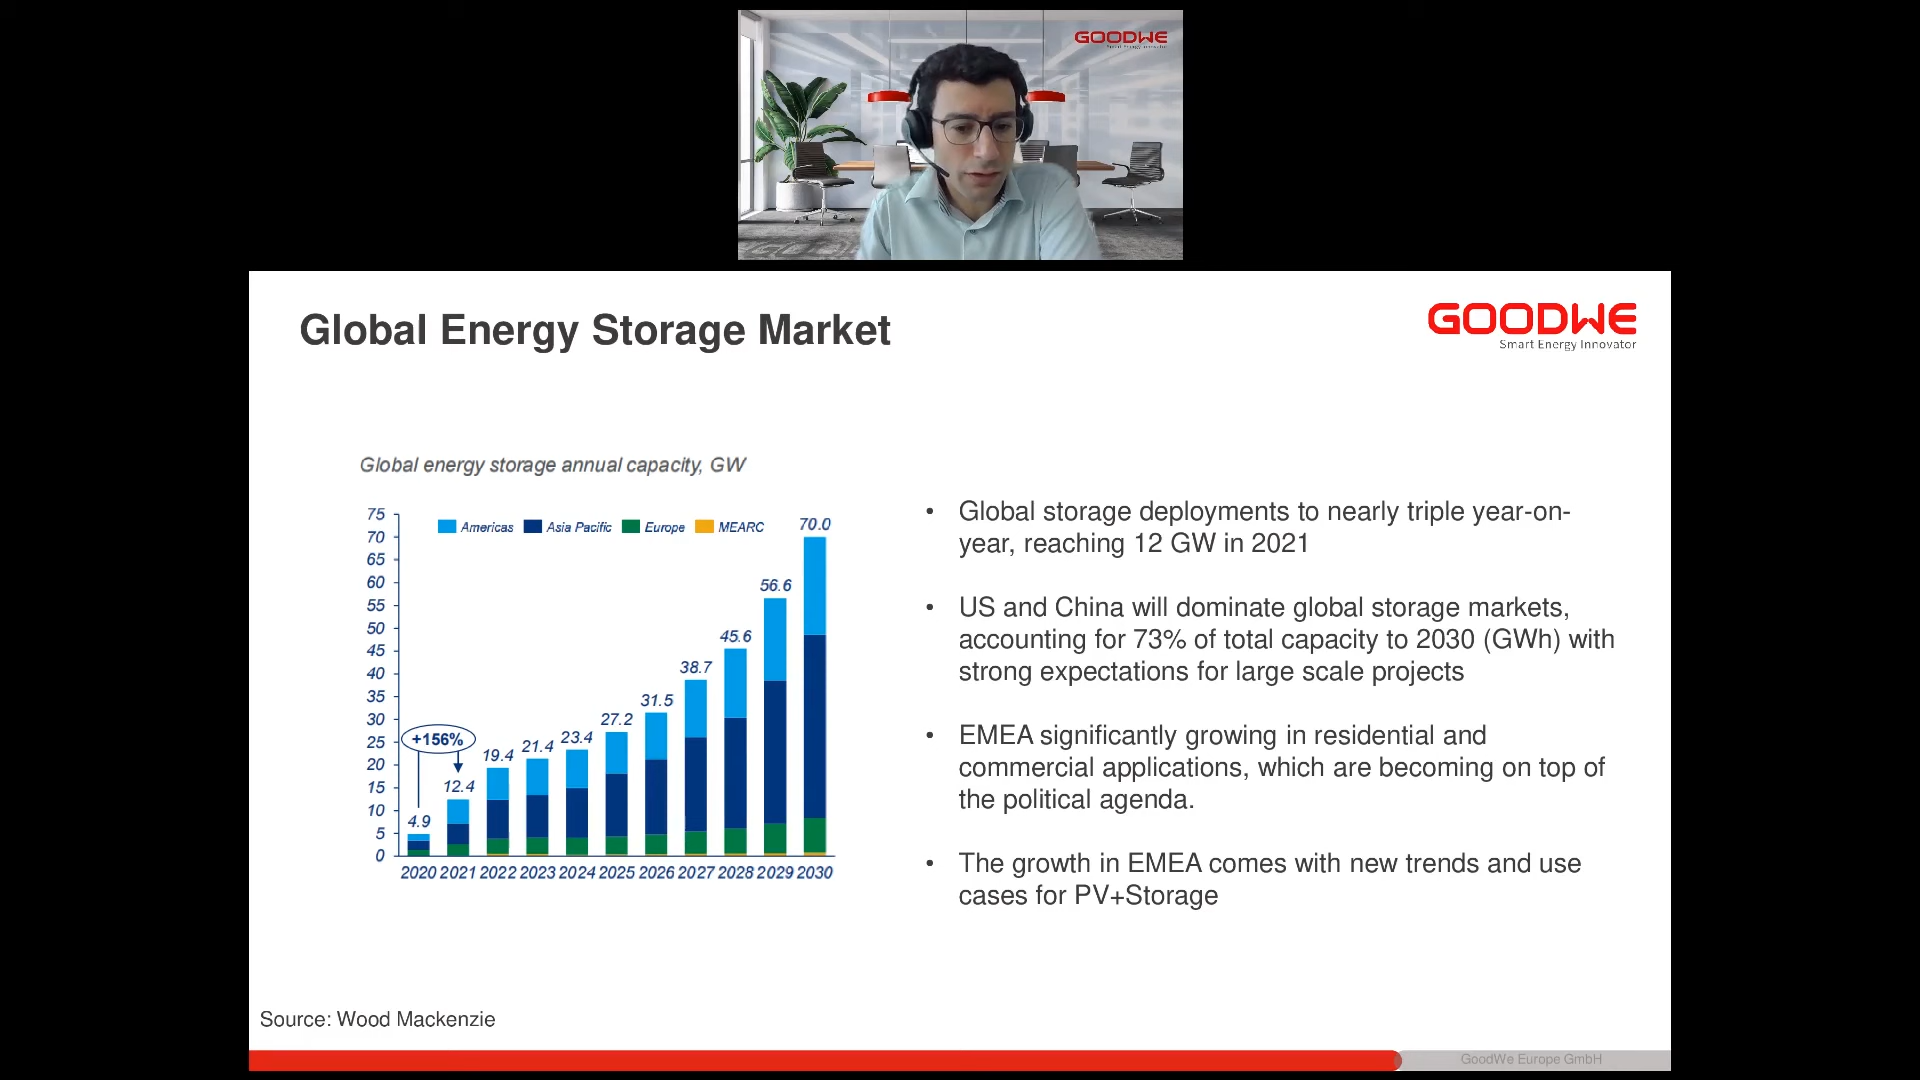 GOODWE
Global Energy Storage Market
GOODWE
Smart Energy Innovator
Global energy storage annual capacity, GW
75
70
65
60
55
50
45
40
35
30
25
20
15
10
5
0
Americas Asia Pacific Europe MEARC
+156%
4.9
12.4
19.4
21.4
23.4
27.2
31.5
38.7
45.6
56.6
70.0
2020 2021 2022 2023 2024 2025 2026 2027 2028 2029 2030
• Global storage deployments to nearly triple year-on-
year, reaching 12 GW in 2021
• US and China will dominate global storage markets,
accounting for 73% of total capacity to 2030 (GWh) with
strong expectations for large scale projects
• EMEA significantly growing in residential and
commercial applications, which are becoming on top of
the political agenda.
• The growth in EMEA comes with new trends and use
cases for PV+Storage
Source: Wood Mackenzie
GoodWe Europe GmbH